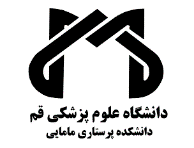 دانشگاه علوم پزشکی قم
دانشکده پرستاری مامایی